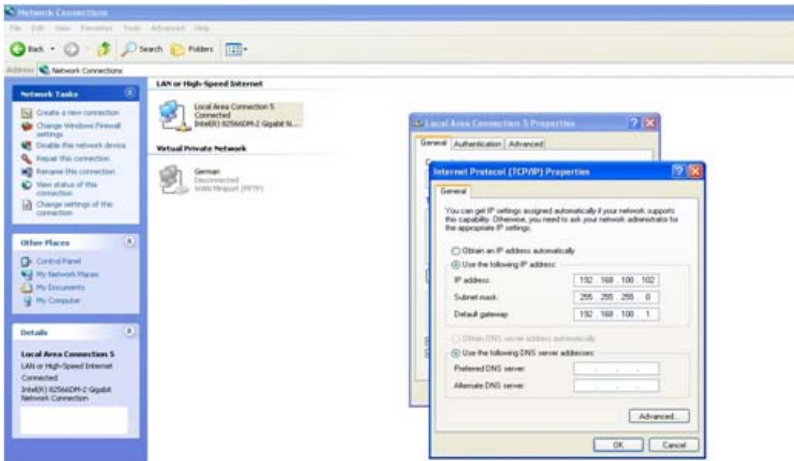 Network Connections
File Edit View Favorites Tools Advanced Help
Back Search Folders
Address Network Connections
Network Tasks
Create a new connection
Change Windows Firewall settings
Disable this network device
Repair this connection
Rename this connection
View status of this connection
Change settings of this connection
Other Places
Control Panel
My Network Places
My Documents
My Computer
Details
Local Area Connection 5
LAN or High-Speed Internet
Connected
Intel(R) 82566DM-2 Gigabit Network Connection
LAN or High-Speed Internet
Local Area Connection 5
Connected
Intel(R) 82566DM-2 Gigabit N...
Virtual Private Network
German
Disconnected
WAN Miniport (PPTP)
Local Area Connection 5 Properties
General Authentication Advanced
Internet Protocol (TCP/IP) Properties
General
You can get IP settings assigned automatically if your network supports
this capability. Otherwise, you need to ask your network administrator for
the appropriate IP settings.
Obtain an IP address automatically
Use the following IP address:
IP address: 192 . 168 . 100 . 102
Subnet mask: 255 . 255 . 255 . 0
Default gateway: 192 . 168 . 100 . 1
Obtain DNS server address automatically
Use the following DNS server addresses:
Preferred DNS server:
Alternate DNS server:
Advanced...
OK Cancel